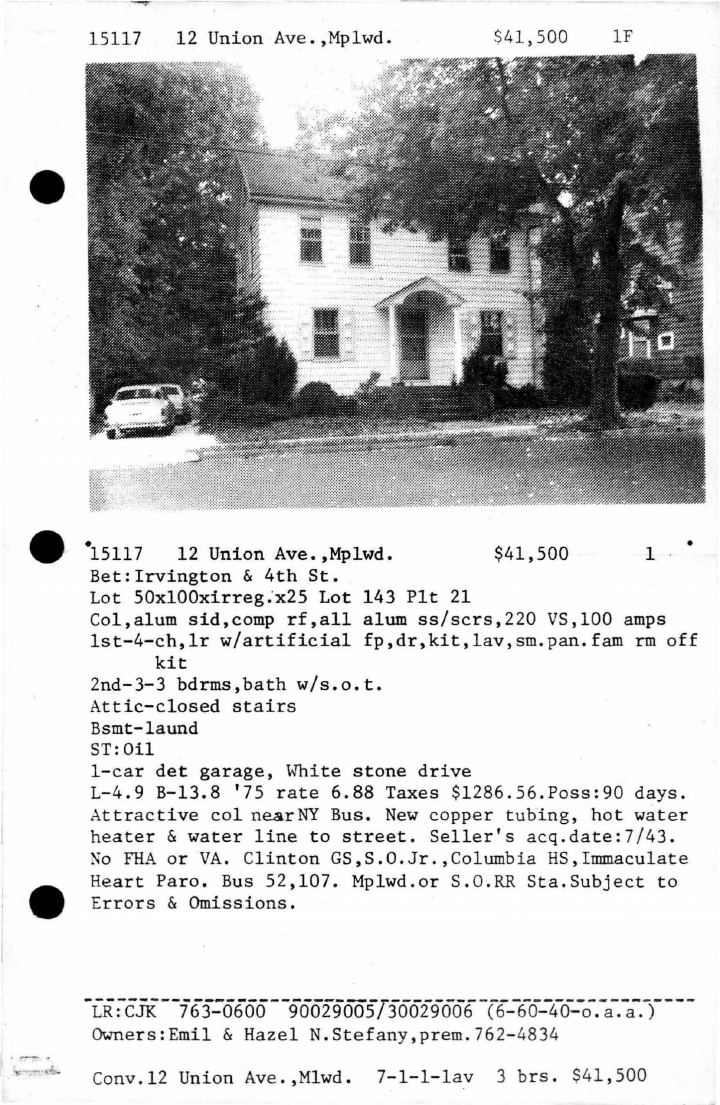 15117 12 Union Ave.,Mplwd. $41,500 1F
15117 12 Union Ave.,Mplwd. $41,500 1
Bet:Irvington & 4th St.
Lot 50x100xirreg.x25 Lot 143 Plt 21
Col,alum sid,comp rf,all alum ss/scrs,220 VS,100 amps
1st-4-ch,lr w/artificial fp,dr,kit,lav,sm.pan.fam rm off
kit
2nd-3-3 bdrms,bath w/s.o.t.
Attic-closed stairs
Bsmt-laund
ST:Oil
1-car det garage, White stone drive
L-4.9 B-13.8 '75 rate 6.88 Taxes $1286.56.Poss:90 days.
Attractive col near NY Bus. New copper tubing, hot water
heater & water line to street. Seller's acq.date:7/43.
No FHA or VA. Clinton GS,S.O.Jr.,Columbia HS,Immaculate
Heart Paro. Bus 52,107. Mplwd.or S.O.RR Sta.Subject to
Errors & Omissions.
LR:CJK 763-0600 90029005/30029006 (6-60-40-o.a.a.)
Owners:Emil & Hazel N.Stefany,prem.762-4834
Conv.12 Union Ave.,Mlwd. 7-1-1-lav 3 brs. $41,500